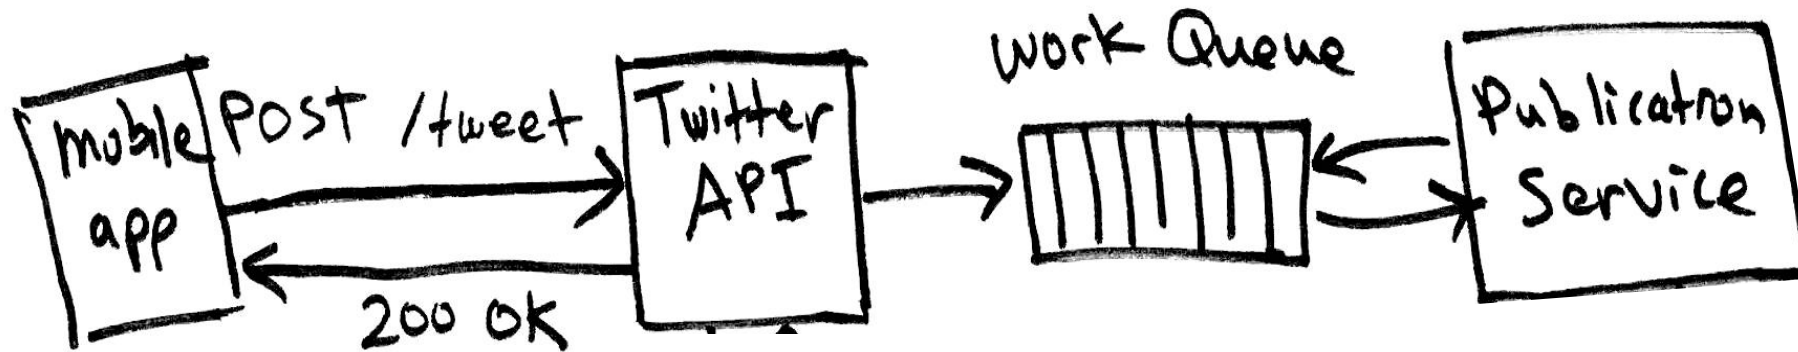 mobile
app
POST /tweet
200 OK
Twitter
API
Work Queue
Publication
Service